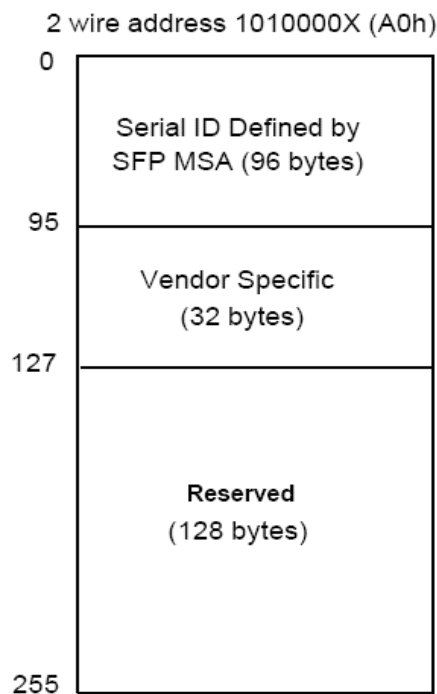 2 wire address 1010000X (A0h)
0
Serial ID Defined by
SFP MSA (96 bytes)
95
Vendor Specific
(32 bytes)
127
Reserved
(128 bytes)
255